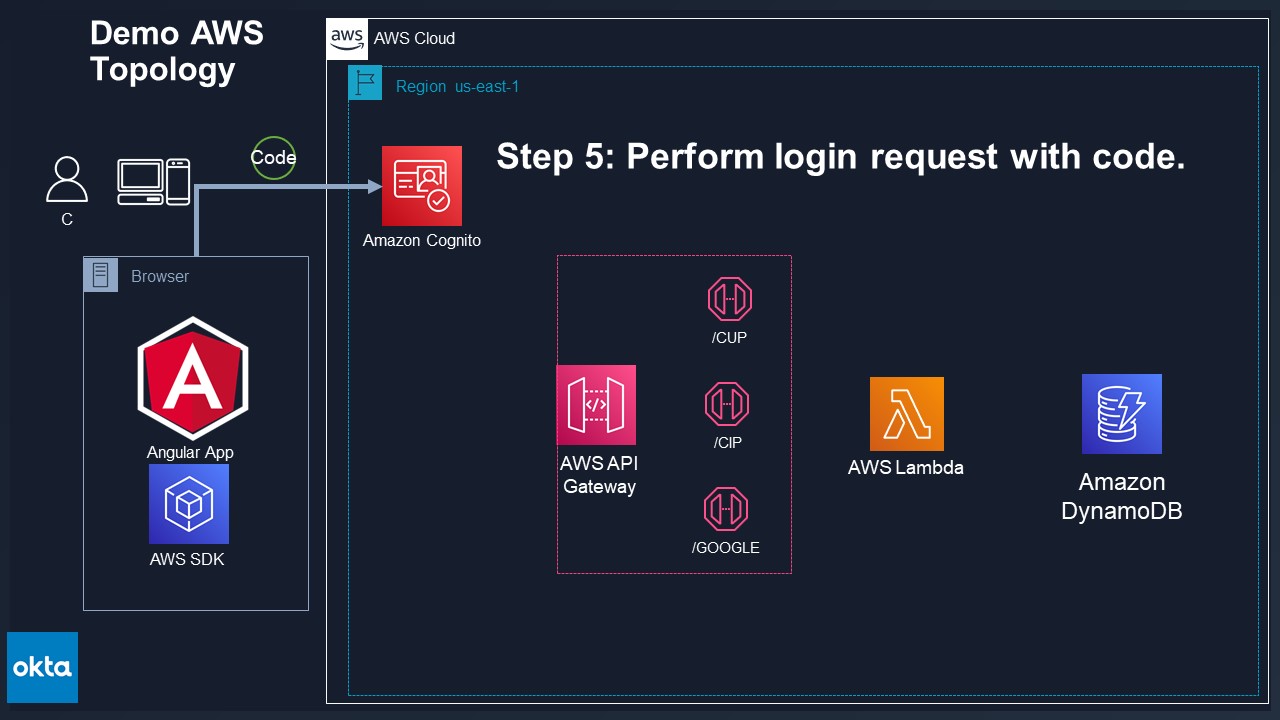 Demo AWS
Topology
aws
AWS Cloud
Region us-east-1
Code
Step 5: Perform login request with code.
C
Amazon Cognito
Browser
/CUP
Angular App
/CIP
AWS API
Gateway
AWS Lambda
Amazon
DynamoDB
AWS SDK
/GOOGLE
okta